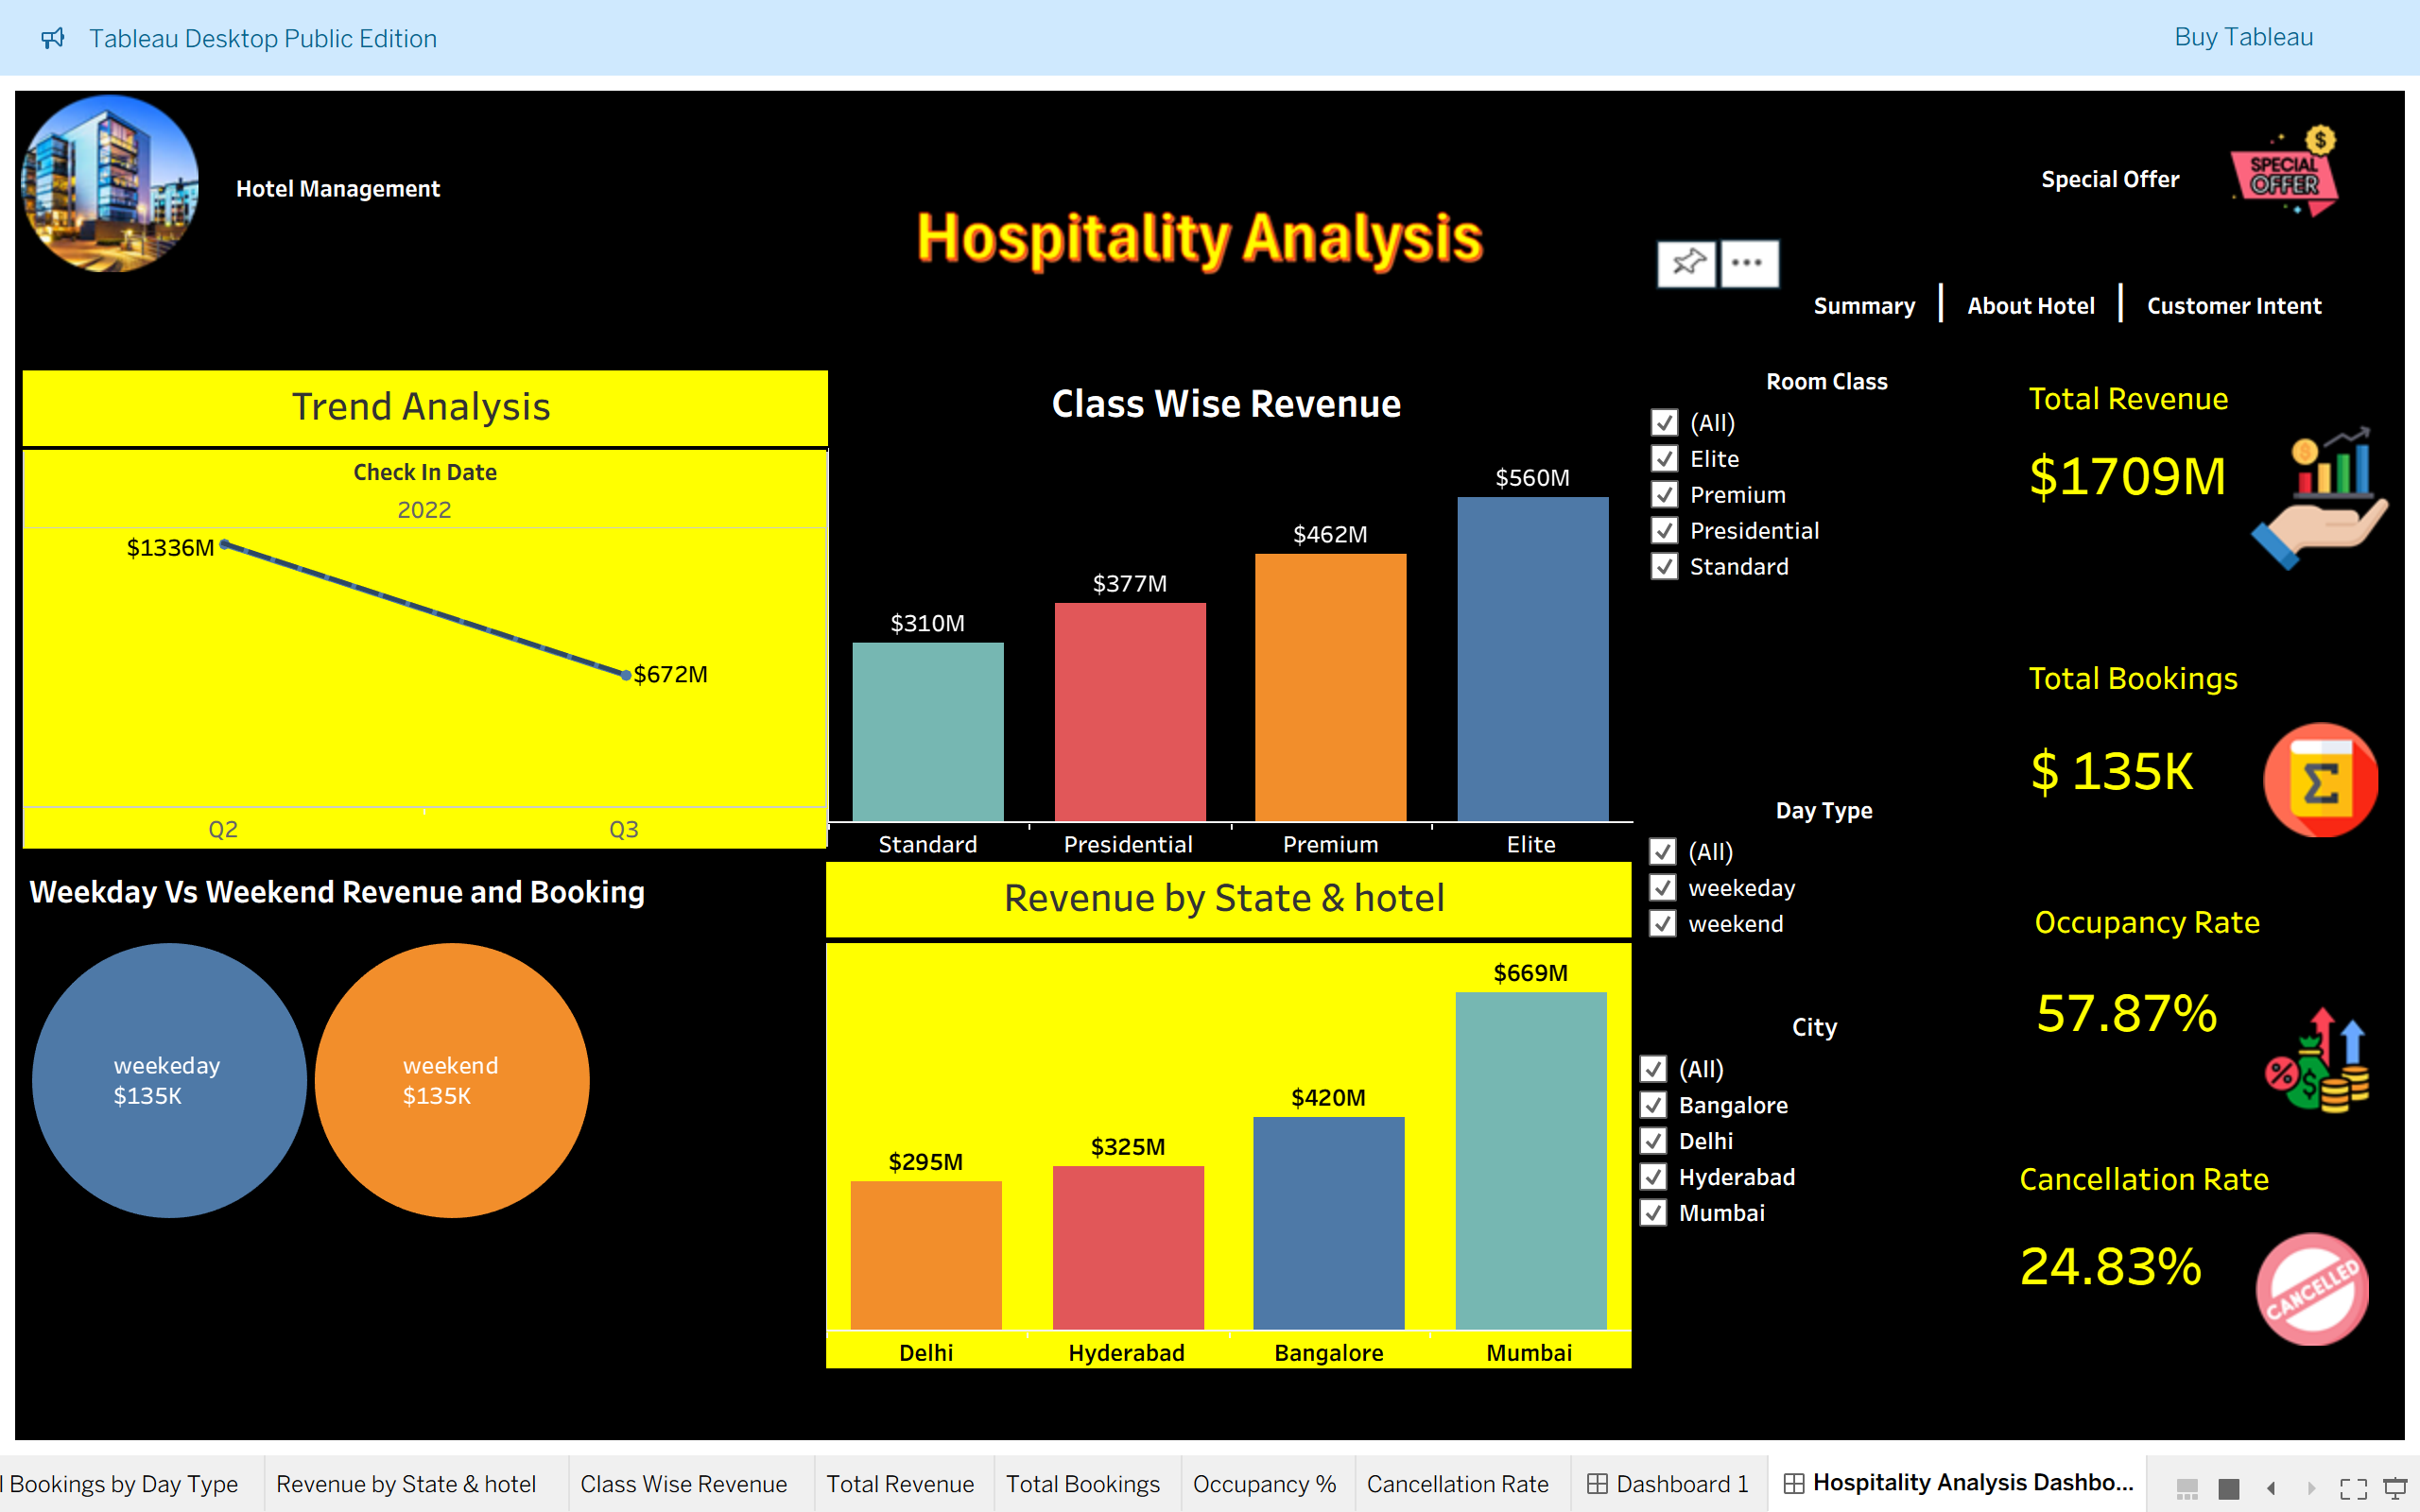 Tableau Desktop Public Edition
Buy Tableau
Hotel Management
Special Offer
SPECIAL
OFFER
$
Hospitality Analysis
Summary | About Hotel | Customer Intent
Trend Analysis
Check In Date
2022
$1336M
$672M
Q2
Q3
Class Wise Revenue
$310M
$377M
$462M
$560M
Standard
Presidential
Premium
Elite
Room Class
(All)
Elite
Premium
Presidential
Standard
Total Revenue
$1709M
Total Bookings
$ 135K
Σ
Weekday Vs Weekend Revenue and Booking
weekeday
$135K
weekend
$135K
Revenue by State & hotel
$295M
$325M
$420M
$669M
Delhi
Hyderabad
Bangalore
Mumbai
Day Type
(All)
weekeday
weekend
City
(All)
Bangalore
Delhi
Hyderabad
Mumbai
Occupancy Rate
57.87%
%
$
Cancellation Rate
24.83%
CANCELLED
l Bookings by Day Type
Revenue by State & hotel
Class Wise Revenue
Total Revenue
Total Bookings
Occupancy %
Cancellation Rate
Dashboard 1
Hospitality Analysis Dashbo...